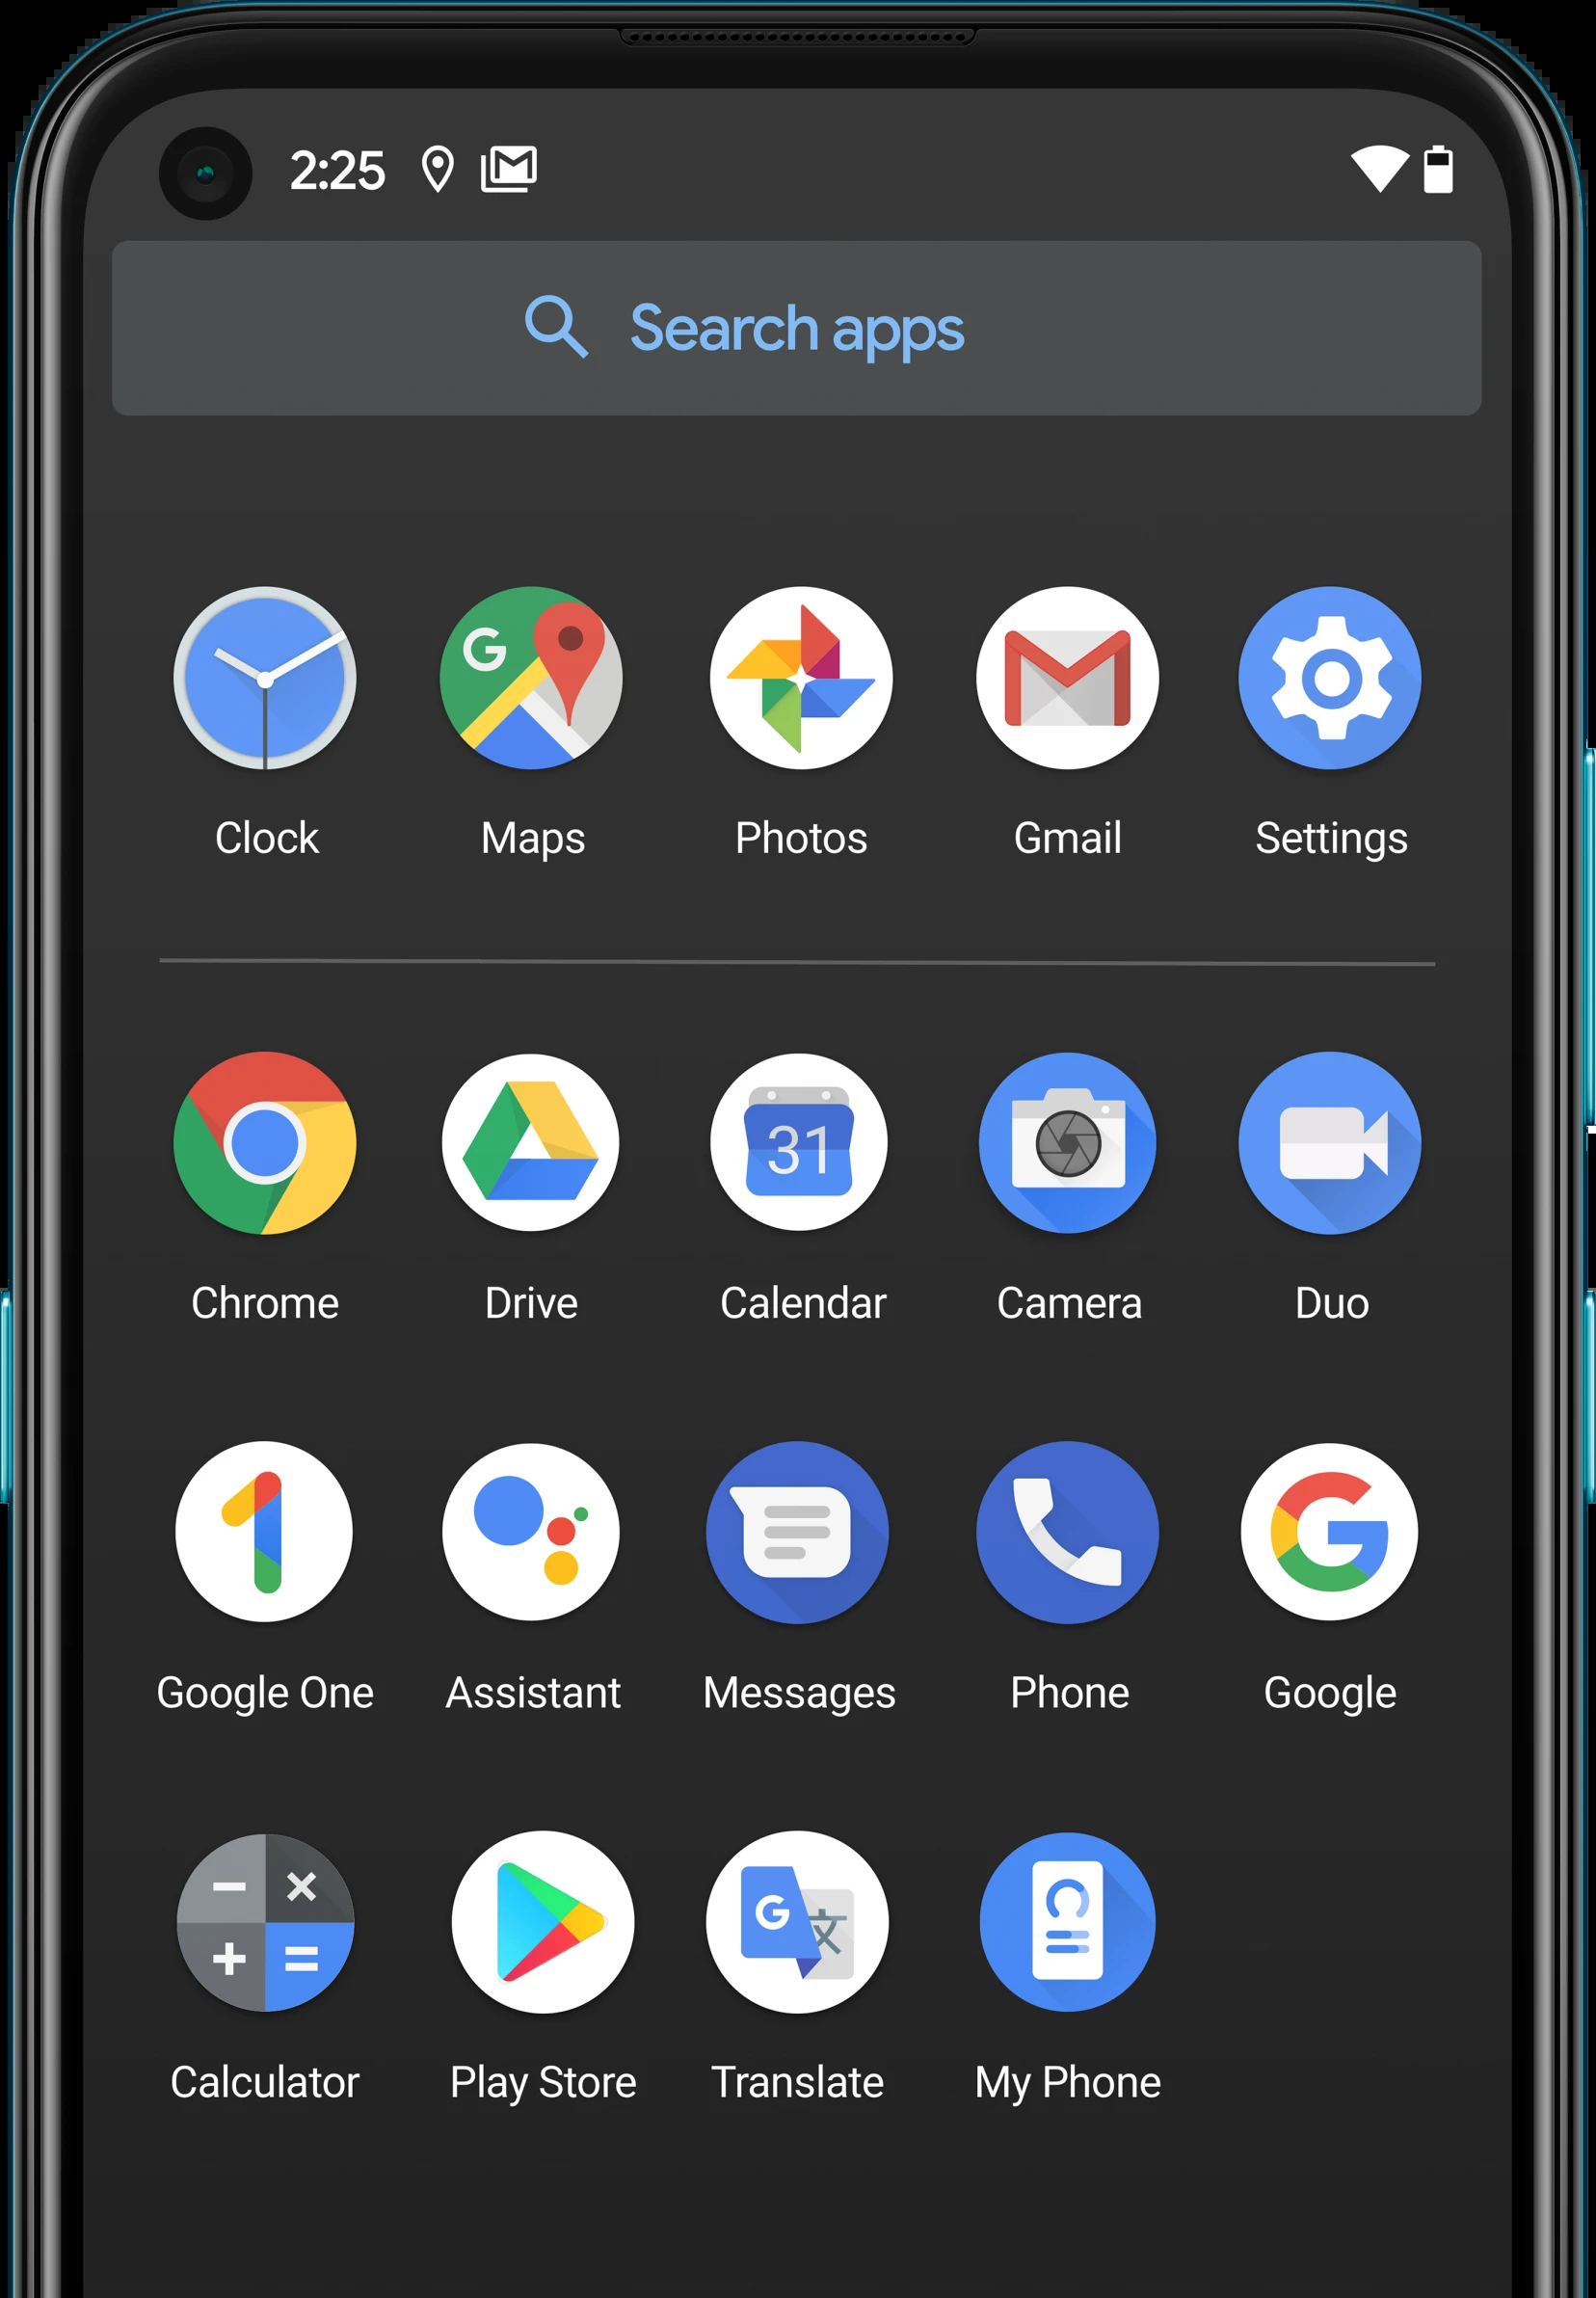 2:25
Search apps
G
Clock Maps Photos Gmail Settings
31
Chrome Drive Calendar Camera Duo
G
Google One Assistant Messages Phone Google
− ×
+ =
G 文
Calculator Play Store Translate My Phone